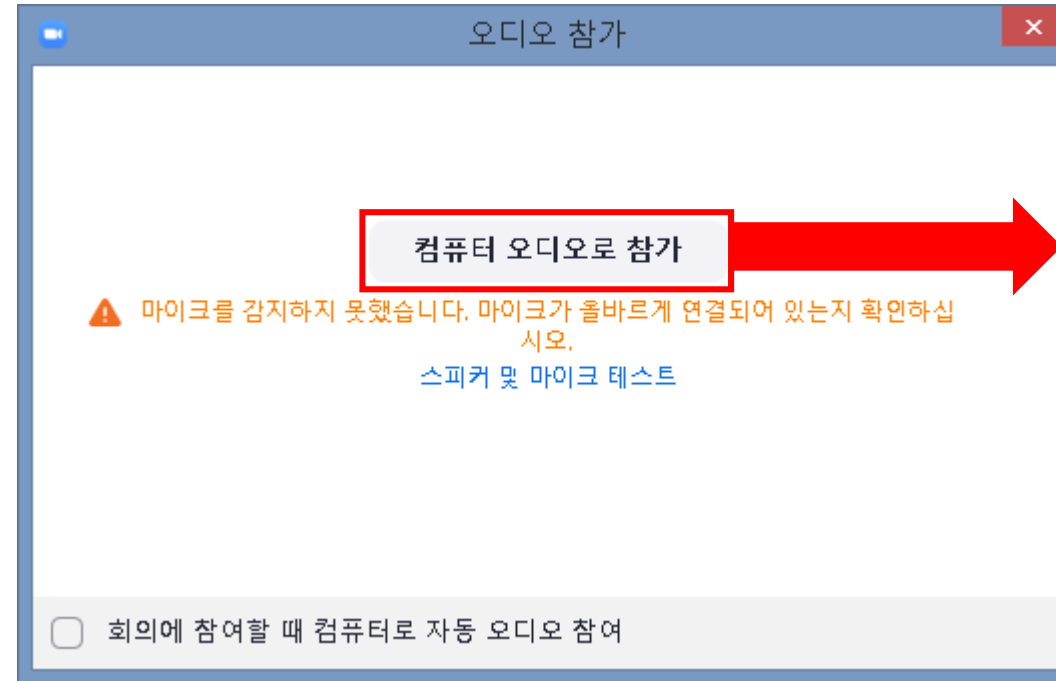 오디오 참가
컴퓨터 오디오로 참가
마이크를 감지하지 못했습니다. 마이크가 올바르게 연결되어 있는지 확인하십
시오.
스피커 및 마이크 테스트
회의에 참여할 때 컴퓨터로 자동 오디오 참여